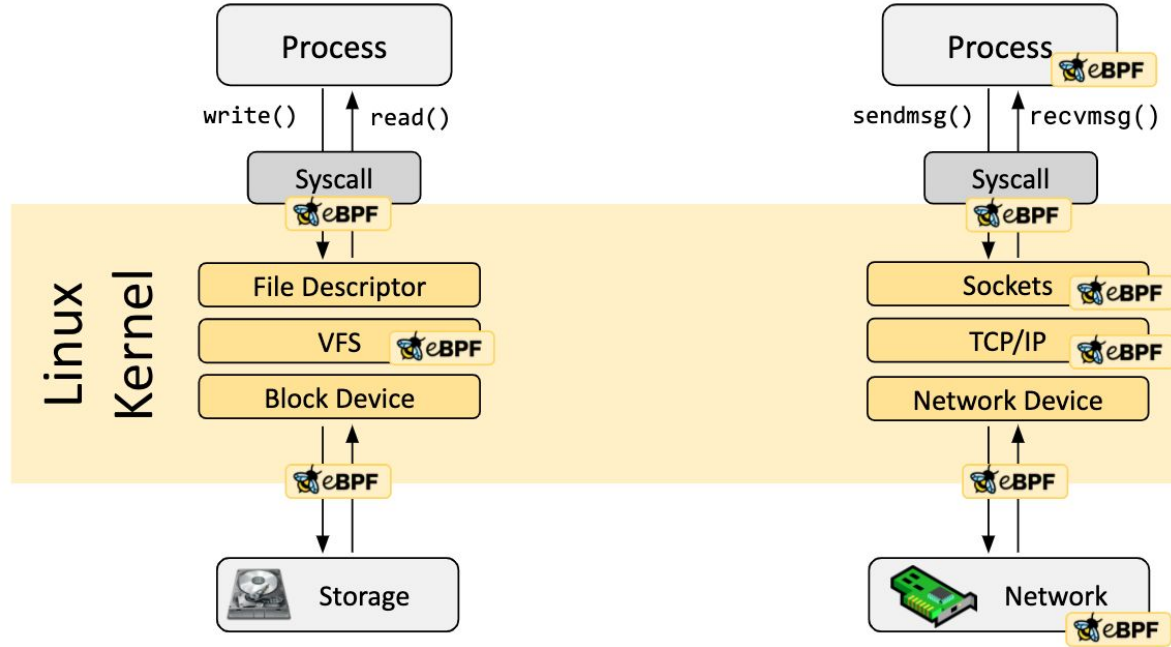 Process
write()
read()
Syscall
eBPF
File Descriptor
VFS
eBPF
Block Device
eBPF
Storage
Linux
Kernel
Process
eBPF
sendmsg()
recvmsg()
Syscall
eBPF
Sockets
eBPF
TCP/IP
eBPF
Network Device
eBPF
Network
eBPF